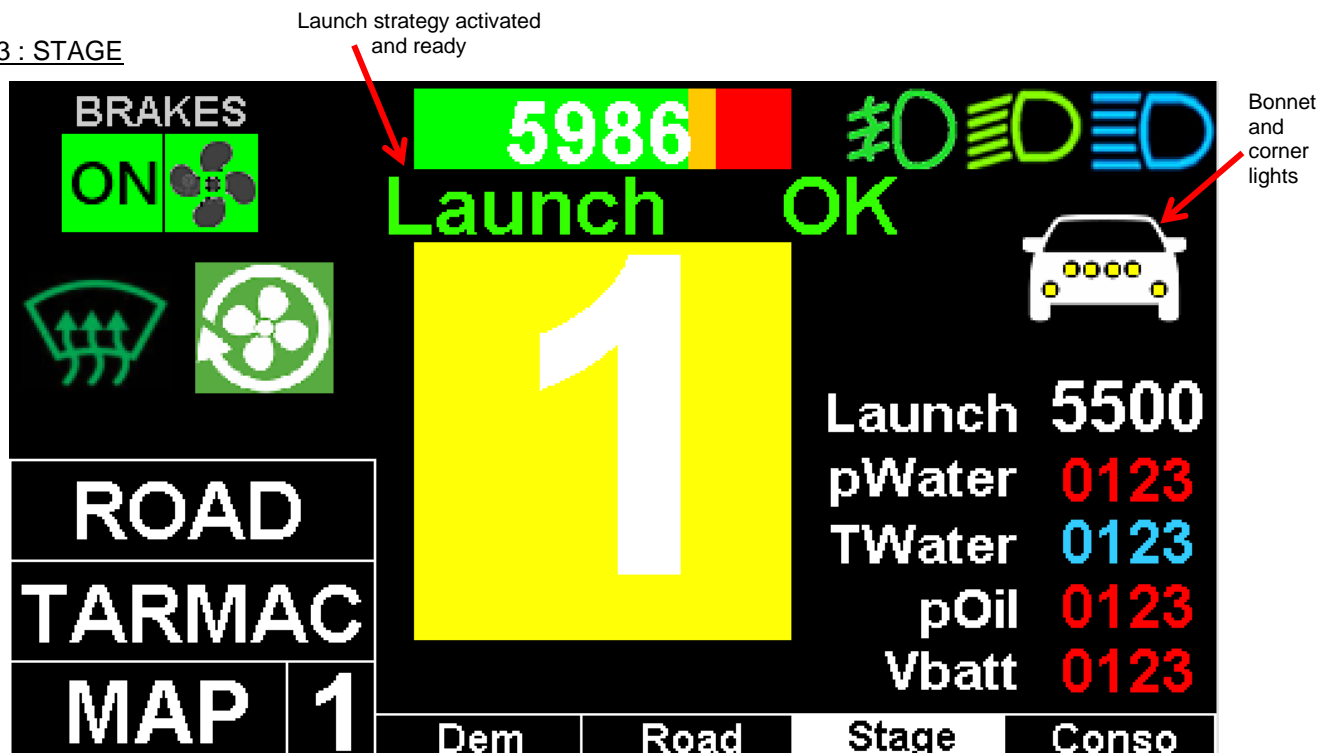 Launch strategy activated
and ready
3 : STAGE
BRAKES
ON
5986
Launch OK
Bonnet
and
corner
lights
1
Launch 5500
pWater 0123
TWater 0123
pOil 0123
Vbatt 0123
ROAD
TARMAC
MAP 1
Dem Road Stage Conso